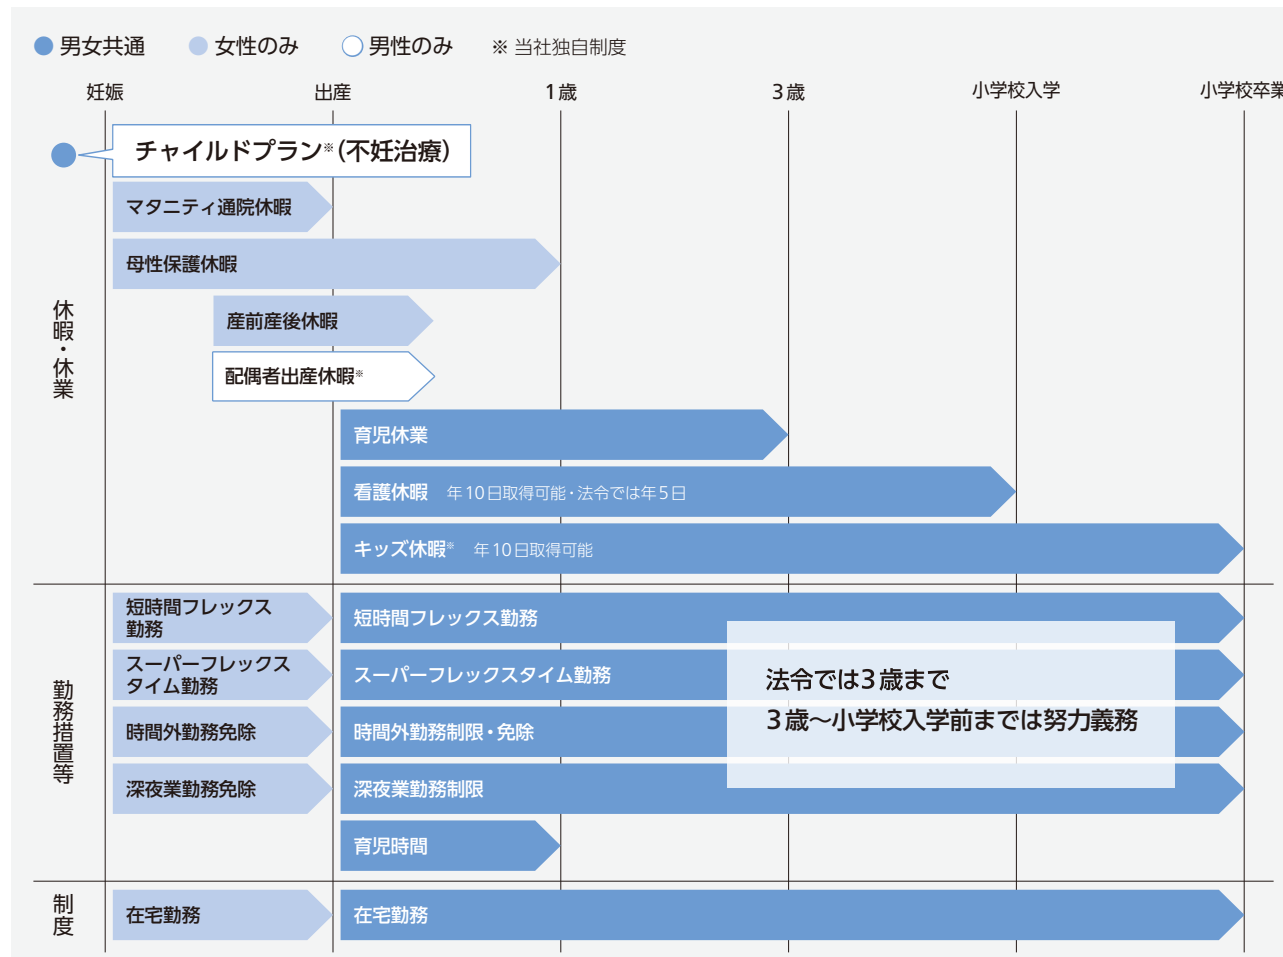 男女共通 女性のみ 男性のみ ※ 当社独自制度
妊娠 出産 1歳 3歳 小学校入学 小学校卒業
休暇・休業
チャイルドプラン※(不妊治療)
マタニティ通院休暇
母性保護休暇
産前産後休暇
配偶者出産休暇※
育児休業
看護休暇 年10日取得可能・法令では年5日
キッズ休暇※ 年10日取得可能
勤務措置等
短時間フレックス
勤務
短時間フレックス勤務
スーパーフレックス
タイム勤務
スーパーフレックスタイム勤務
時間外勤務免除
時間外勤務制限・免除
深夜業勤務免除
深夜業勤務制限
法令では3歳まで
3歳〜小学校入学前までは努力義務
育児時間
制度
在宅勤務
在宅勤務